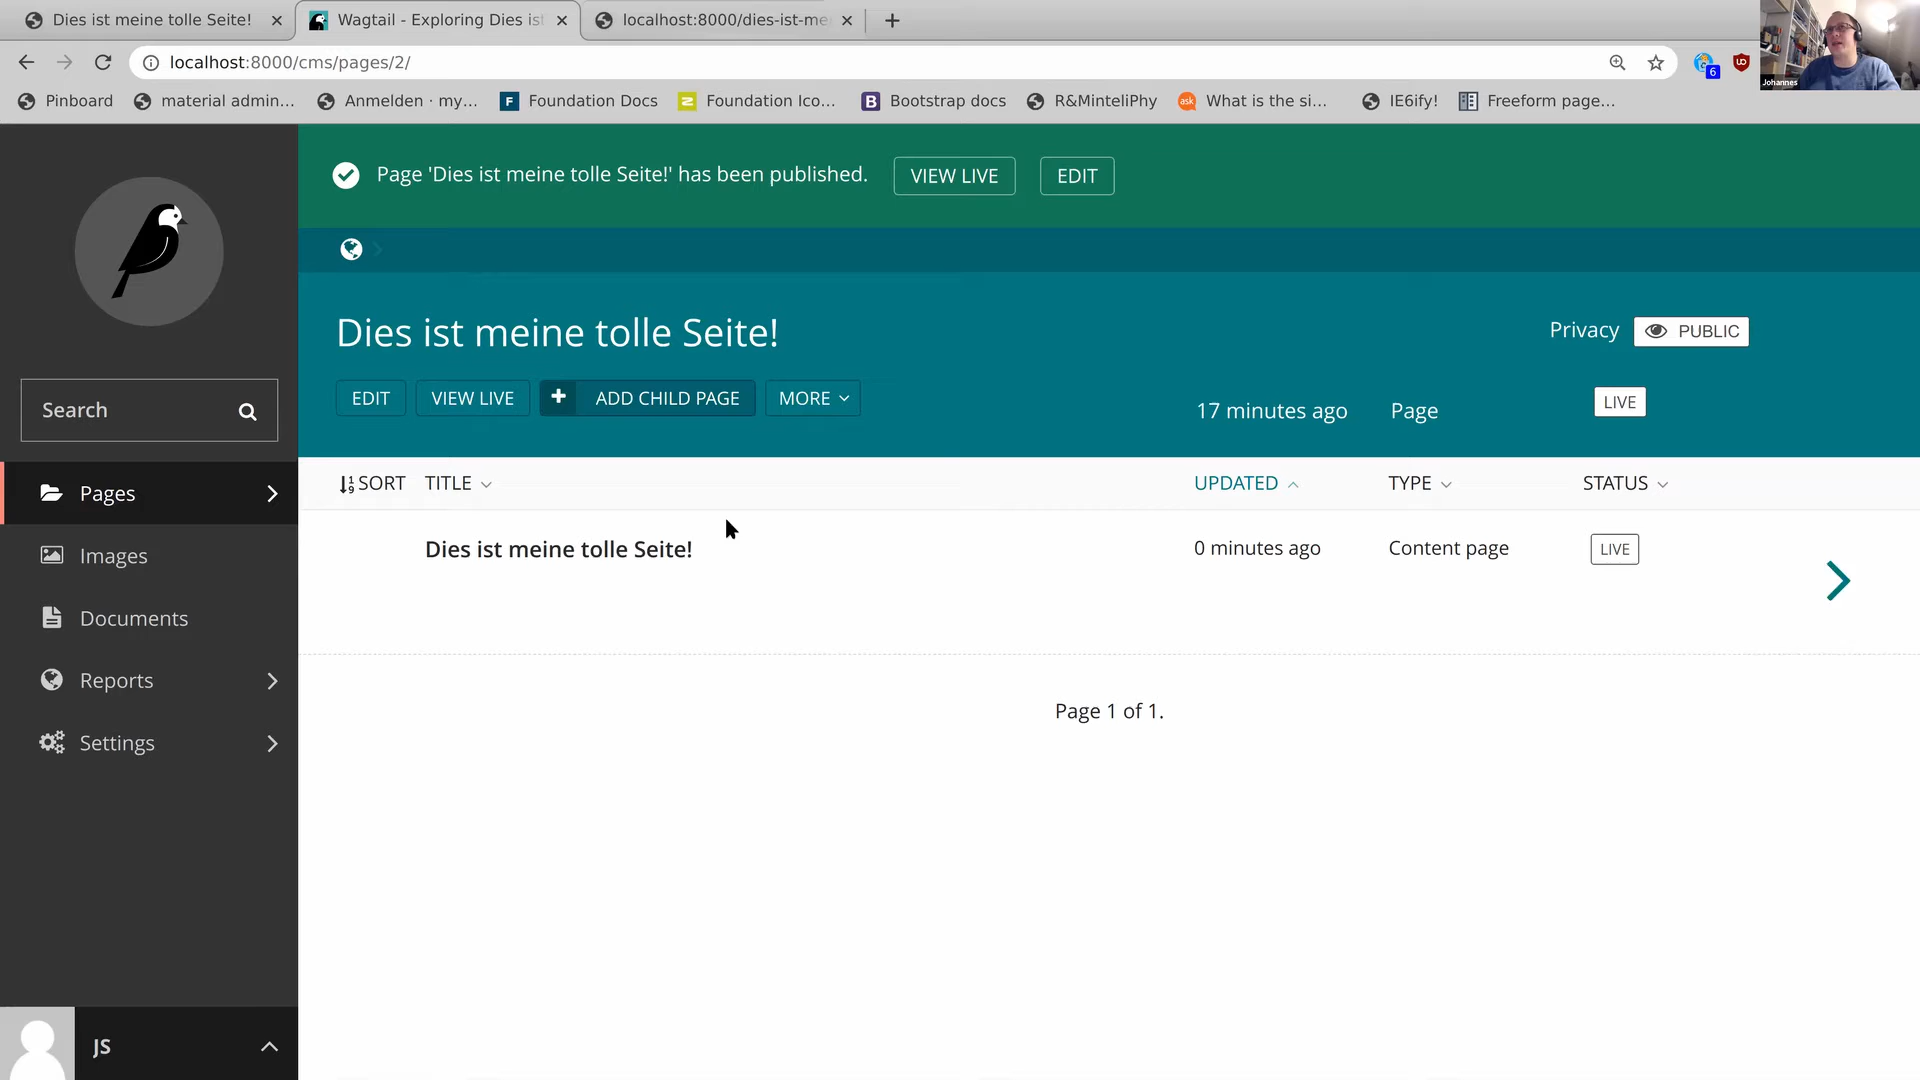 Dies ist meine tolle Seite!
Wagtail - Exploring Dies ist
localhost:8000/dies-ist-me
localhost:8000/cms/pages/2/
6
Johannes
Pinboard
material admin...
Anmelden · my...
F
Foundation Docs
Z
Foundation Ico...
B
Bootstrap docs
R&MinteliPhy
ask
What is the si...
IE6ify!
Freeform page...
Page 'Dies ist meine tolle Seite!' has been published.
VIEW LIVE
EDIT
Dies ist meine tolle Seite!
Privacy
PUBLIC
EDIT
VIEW LIVE
ADD CHILD PAGE
MORE
17 minutes ago
Page
LIVE
Search
Pages
Images
Documents
Reports
Settings
SORT
TITLE
UPDATED
TYPE
STATUS
Dies ist meine tolle Seite!
0 minutes ago
Content page
LIVE
Page 1 of 1.
JS